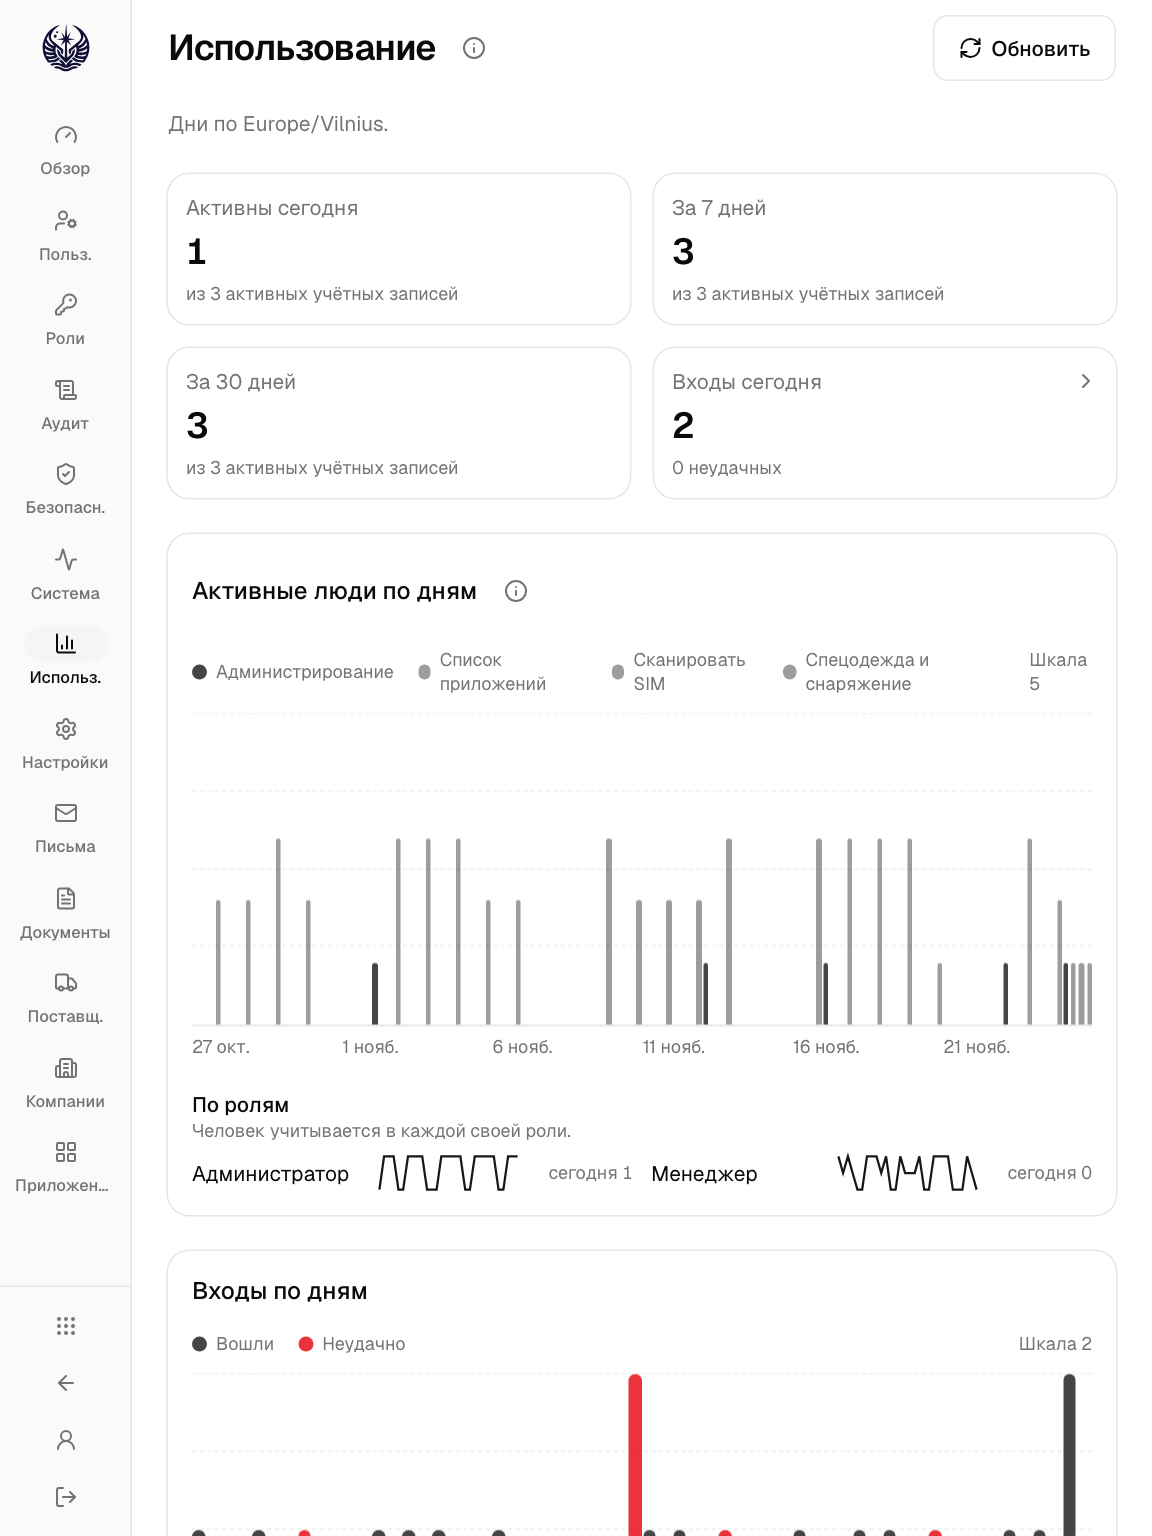 Использование
Обновить
Дни по Europe/Vilnius.
Обзор
Польз.
Роли
Аудит
Безопасн.
Система
Использ.
Настройки
Письма
Документы
Поставщ.
Компании
Приложен...
Активны сегодня
1
из 3 активных учётных записей
За 7 дней
3
из 3 активных учётных записей
За 30 дней
3
из 3 активных учётных записей
Входы сегодня
2
0 неудачных
Активные люди по дням
Администрирование
Список
приложений
Сканировать
SIM
Спецодежда и
снаряжение
Шкала
5
27 окт.
1 нояб.
6 нояб.
11 нояб.
16 нояб.
21 нояб.
По ролям
Человек учитывается в каждой своей роли.
Администратор
сегодня 1
Менеджер
сегодня 0
Входы по дням
Вошли
Неудачно
Шкала 2